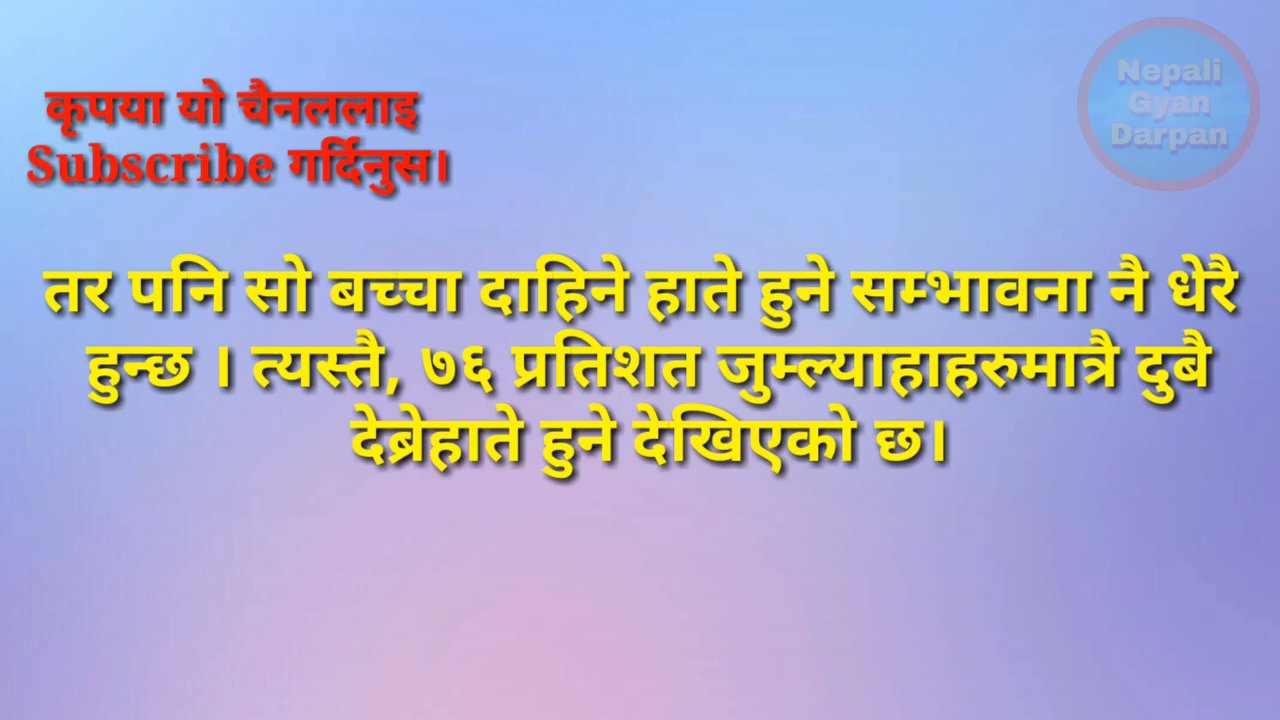 कृपया यो चैनललाइ
Subscribe गर्दिनुस।
Nepali
Gyan
Darpan
तर पनि सो बच्चा दाहिने हाते हुने सम्भावना नै धेरै
हुन्छ । त्यस्तै, ७६ प्रतिशत जुम्ल्याहाहरुमात्रै दुबै
देब्रेहाते हुने देखिएको छ।